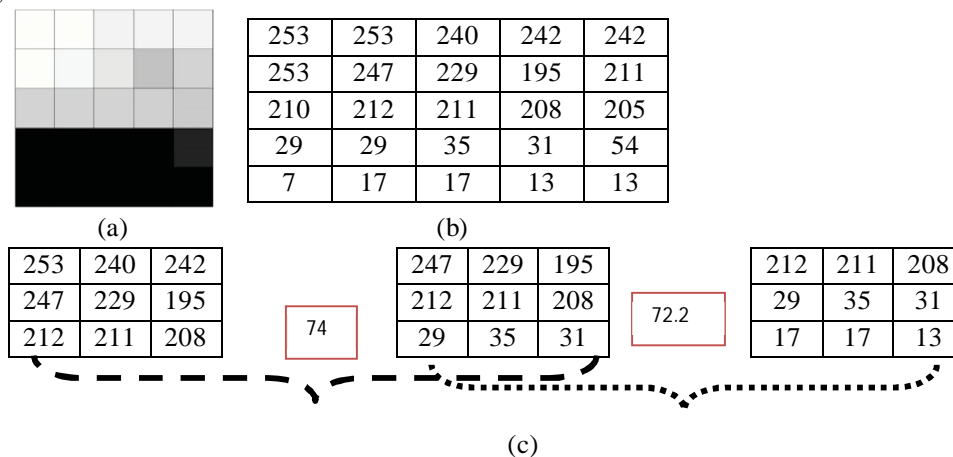 253 253 240 242 242
253 247 229 195 211
210 212 211 208 205
29 29 35 31 54
7 17 17 13 13
(a) (b)
253 240 242 247 229 195 212 211 208
247 229 195 212 211 208 29 35 31
212 211 208 29 35 31 17 17 13
74 72.2
(c)